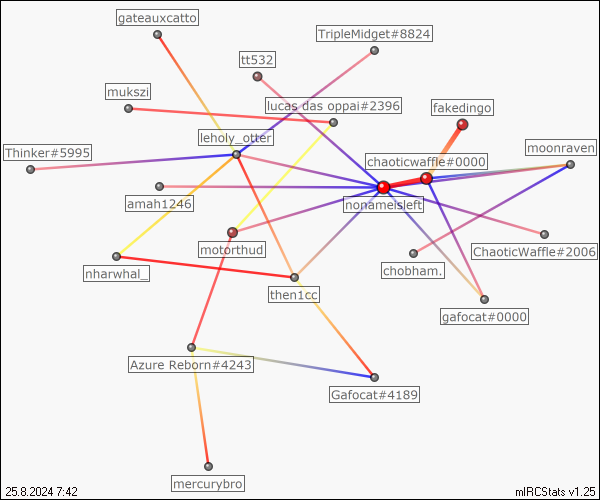 gateauxcatto
TripleMidget#8824
tt532
mukszi
lucas das oppai#2396
fakedingo
leholy_otter
Thinker#5995
moonraven
chaoticwaffle#0000
amah1246
nonameisleft
motorthud
ChaoticWaffle#2006
nharwhal_
chobham.
then1cc
gafocat#0000
Azure Reborn#4243
Gafocat#4189
mercurybro
25.8.2024 7:42
mIRCStats v1.25